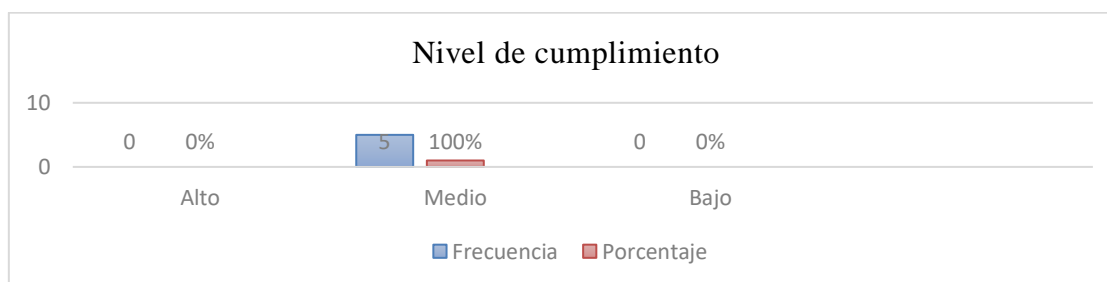 Nivel de cumplimiento
10
0 0% 5 100% 0 0%
0
Alto Medio Bajo
Frecuencia Porcentaje